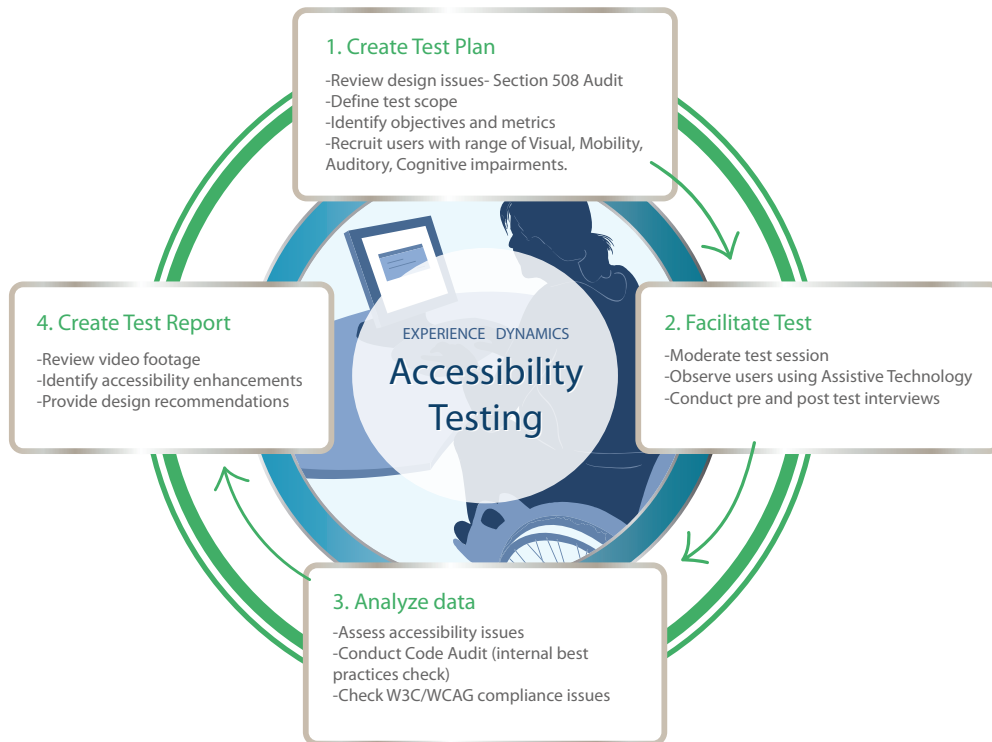 1. Create Test Plan
-Review design issues- Section 508 Audit
-Define test scope
-Identify objectives and metrics
-Recruit users with range of Visual, Mobility,
Auditory, Cognitive impairments.
2. Facilitate Test
-Moderate test session
-Observe users using Assistive Technology
-Conduct pre and post test interviews
3. Analyze data
-Assess accessibility issues
-Conduct Code Audit (internal best
practices check)
-Check W3C/WCAG compliance issues
4. Create Test Report
-Review video footage
-Identify accessibility enhancements
-Provide design recommendations
EXPERIENCE DYNAMICS
Accessibility
Testing